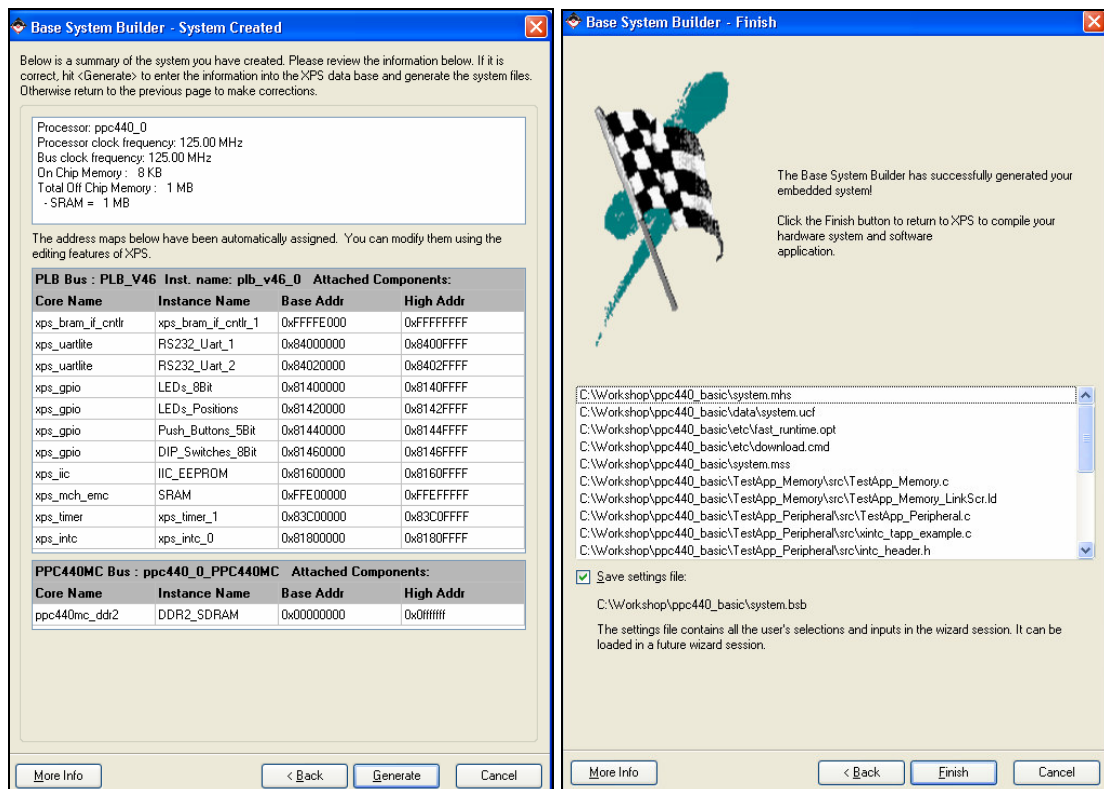 Base System Builder - System Created
Below is a summary of the system you have created. Please review the information below. If it is
correct, hit <Generate> to enter the information into the XPS data base and generate the system files.
Otherwise return to the previous page to make corrections.
Processor: ppc440_0
Processor clock frequency: 125.00 MHz
Bus clock frequency: 125.00 MHz
On Chip Memory : 8 KB
Total Off Chip Memory : 1 MB
- SRAM = 1 MB
The address maps below have been automatically assigned. You can modify them using the
editing features of XPS.
PLB Bus : PLB_V46 Inst. name: plb_v46_0 Attached Components:
Core Name Instance Name Base Addr High Addr
xps_bram_if_cntlr xps_bram_if_cntlr_1 0xFFFFE000 0xFFFFFFFF
xps_uartlite RS232_Uart_1 0x84000000 0x8400FFFF
xps_uartlite RS232_Uart_2 0x84020000 0x8402FFFF
xps_gpio LEDs_8Bit 0x81400000 0x8140FFFF
xps_gpio LEDs_Positions 0x81420000 0x8142FFFF
xps_gpio Push_Buttons_5Bit 0x81440000 0x8144FFFF
xps_gpio DIP_Switches_8Bit 0x81460000 0x8146FFFF
xps_iic IIC_EEPROM 0x81600000 0x8160FFFF
xps_mch_emc SRAM 0xFFE00000 0xFFEFFFFF
xps_timer xps_timer_1 0x83C00000 0x83C0FFFF
xps_intc xps_intc_0 0x81800000 0x8180FFFF
PPC440MC Bus : ppc440_0_PPC440MC Attached Components:
Core Name Instance Name Base Addr High Addr
ppc440mc_ddr2 DDR2_SDRAM 0x00000000 0x0fffffff
More Info < Back Generate Cancel
Base System Builder - Finish
The Base System Builder has successfully generated your
embedded system!
Click the Finish button to return to XPS to compile your
hardware system and software
application.
C:\Workshop\ppc440_basic\system.mhs
C:\Workshop\ppc440_basic\data\system.ucf
C:\Workshop\ppc440_basic\etc\fast_runtime.opt
C:\Workshop\ppc440_basic\etc\download.cmd
C:\Workshop\ppc440_basic\system.mss
C:\Workshop\ppc440_basic\TestApp_Memory\src\TestApp_Memory.c
C:\Workshop\ppc440_basic\TestApp_Memory\src\TestApp_Memory_LinkScr.ld
C:\Workshop\ppc440_basic\TestApp_Peripheral\src\TestApp_Peripheral.c
C:\Workshop\ppc440_basic\TestApp_Peripheral\src\xintc_tapp_example.c
C:\Workshop\ppc440_basic\TestApp_Peripheral\src\intc_header.h
Save settings file:
C:\Workshop\ppc440_basic\system.bsb
The settings file contains all the user's selections and inputs in the wizard session. It can be
loaded in a future wizard session.
More Info < Back Finish Cancel